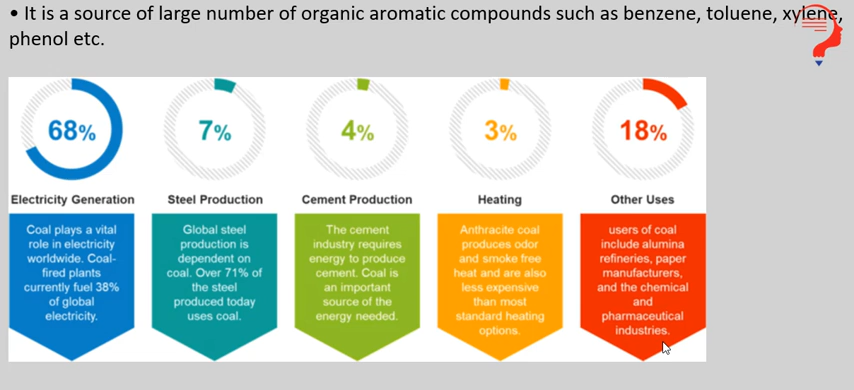 • It is a source of large number of organic aromatic compounds such as benzene, toluene, xylene,
phenol etc.
68%
7%
4%
3%
18%
Electricity Generation
Steel Production
Cement Production
Heating
Other Uses
Coal plays a vital
role in electricity
worldwide. Coal-
fired plants
currently fuel 38%
of global
electricity.
Global steel
production is
dependent on
coal. Over 71% of
the steel
produced today
uses coal.
The cement
industry requires
energy to produce
cement. Coal is
an important
source of the
energy needed.
Anthracite coal
produces odor
and smoke free
heat and are also
less expensive
than most
standard heating
options.
users of coal
include alumina
refineries, paper
manufacturers,
and the chemical
and
pharmaceutical
industries.